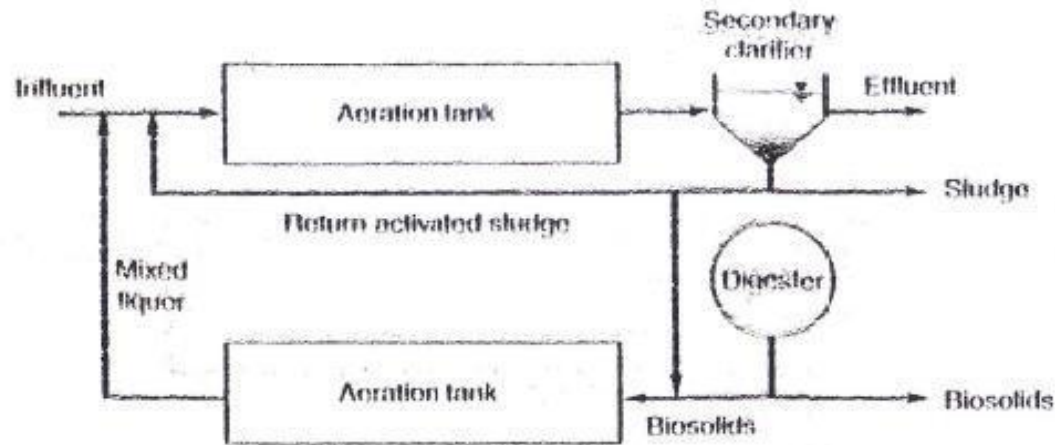 Secondary
clarifier
Influent
Aeration tank
Effluent
Sludge
Return activated sludge
Mixed
liquor
Digester
Aeration tank
Biosolids
Biosolids